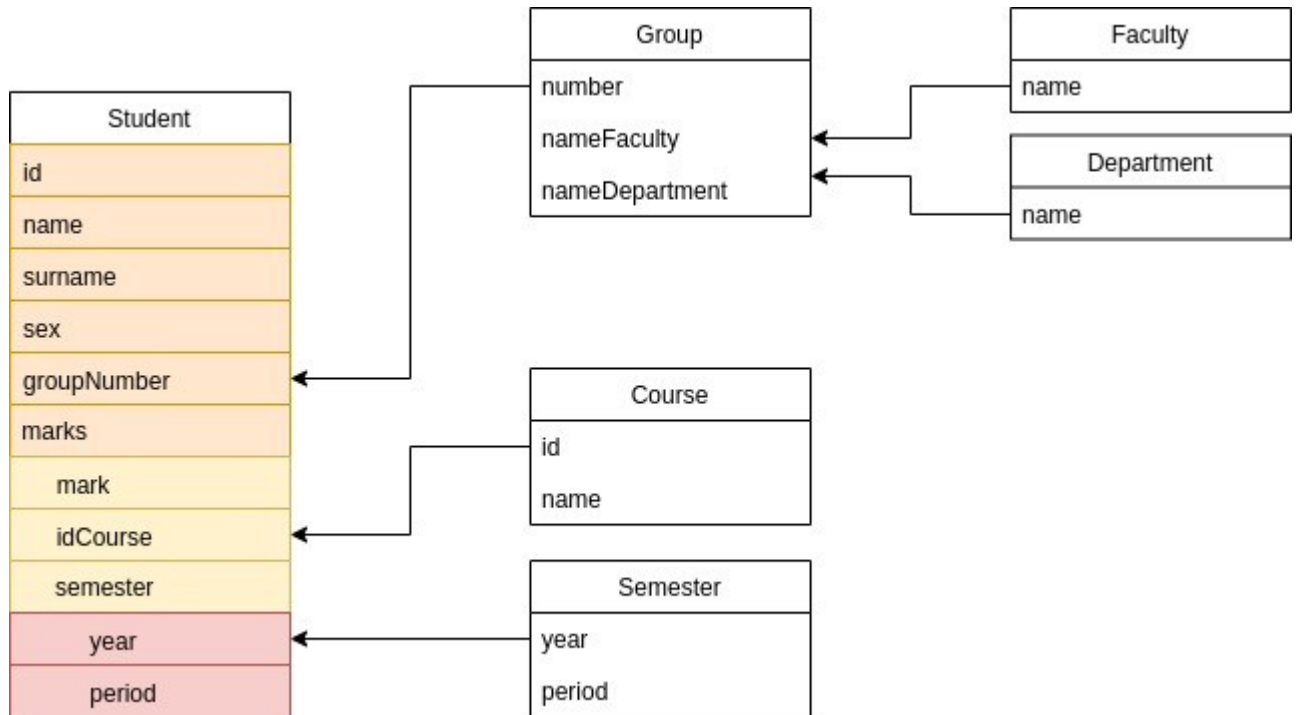 Student
id
name
surname
sex
groupNumber
marks
mark
idCourse
semester
year
period
Group
number
nameFaculty
nameDepartment
Course
id
name
Semester
year
period
Faculty
name
Department
name